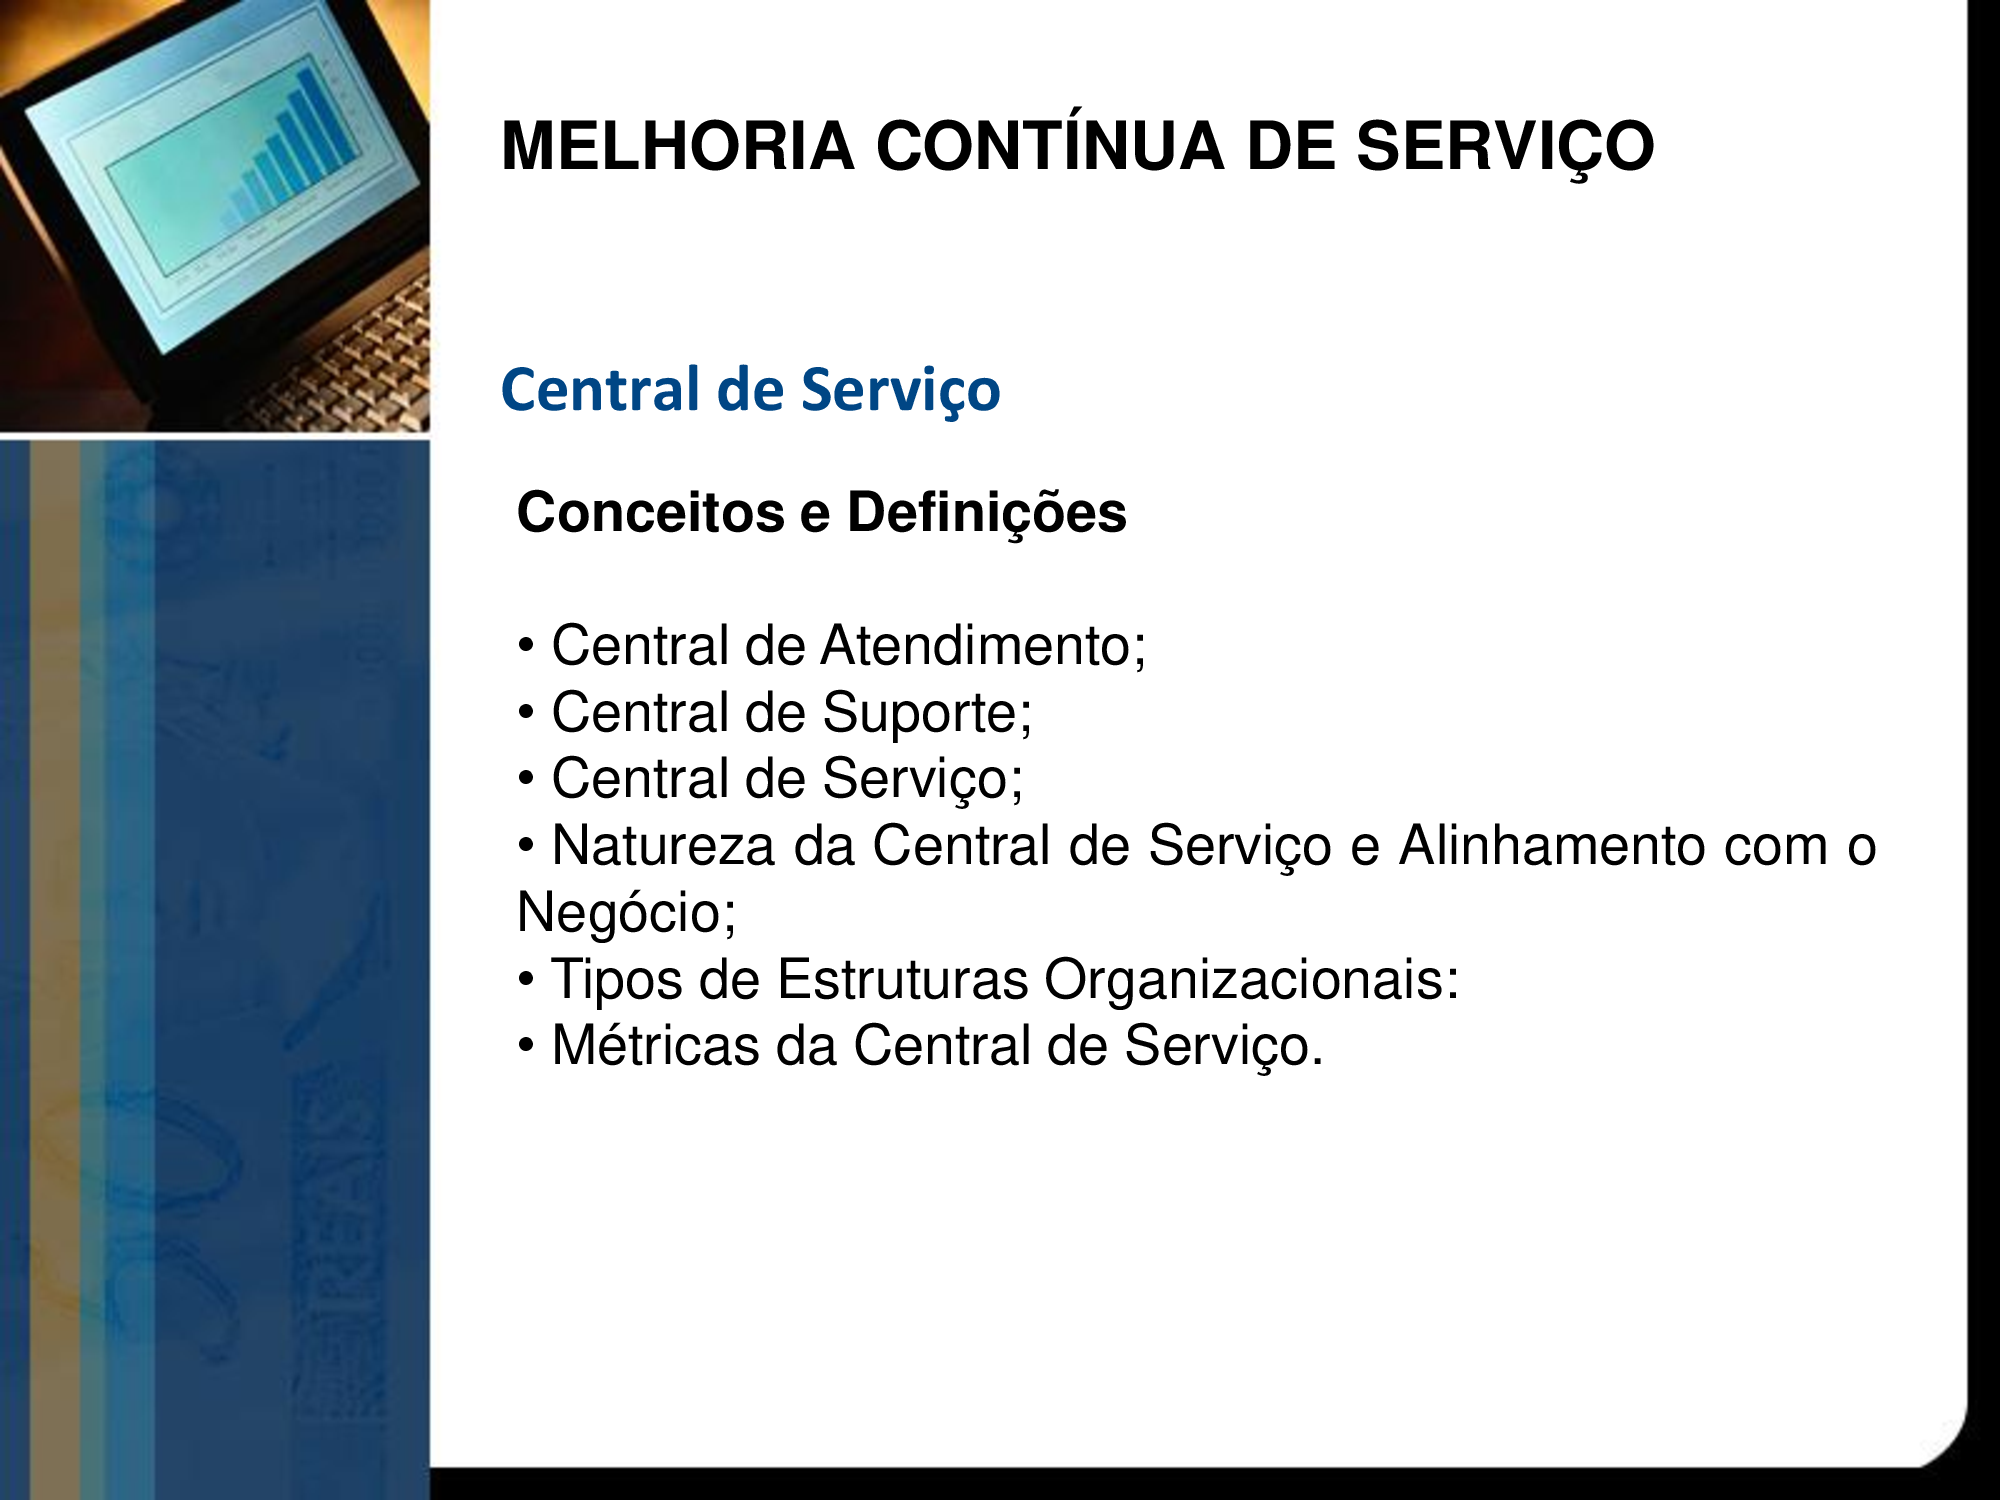 MELHORIA CONTÍNUA DE SERVIÇO
Central de Serviço
Conceitos e Definições
• Central de Atendimento;
• Central de Suporte;
• Central de Serviço;
• Natureza da Central de Serviço e Alinhamento com o
Negócio;
• Tipos de Estruturas Organizacionais:
• Métricas da Central de Serviço.
REAIS